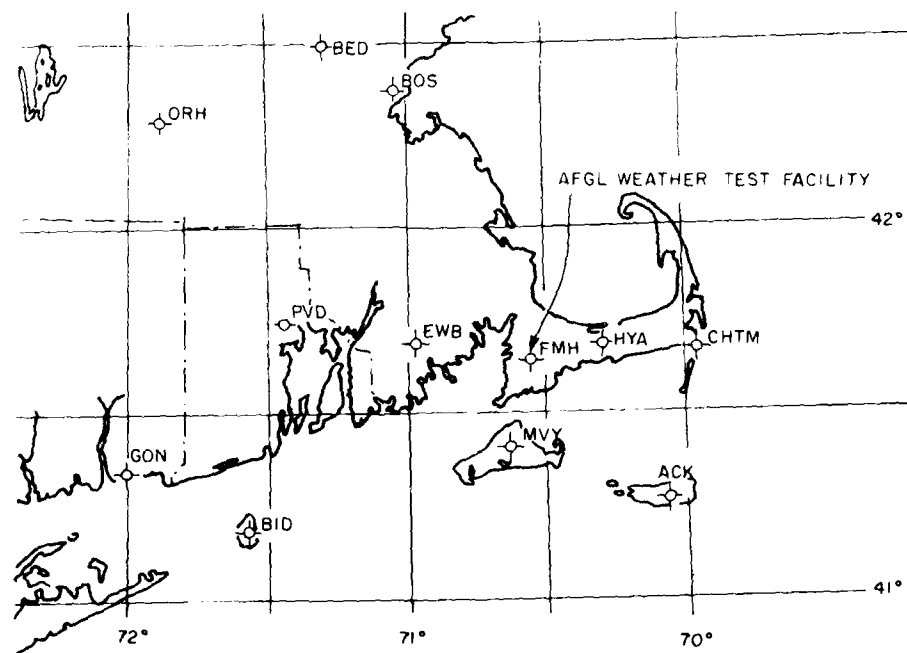 BED
BOS
ORH
AFGL WEATHER TEST FACILITY
42°
PVD
EWB
FMH
HYA
CHTM
MVY
GON
ACK
BID
41°
72°
71°
70°